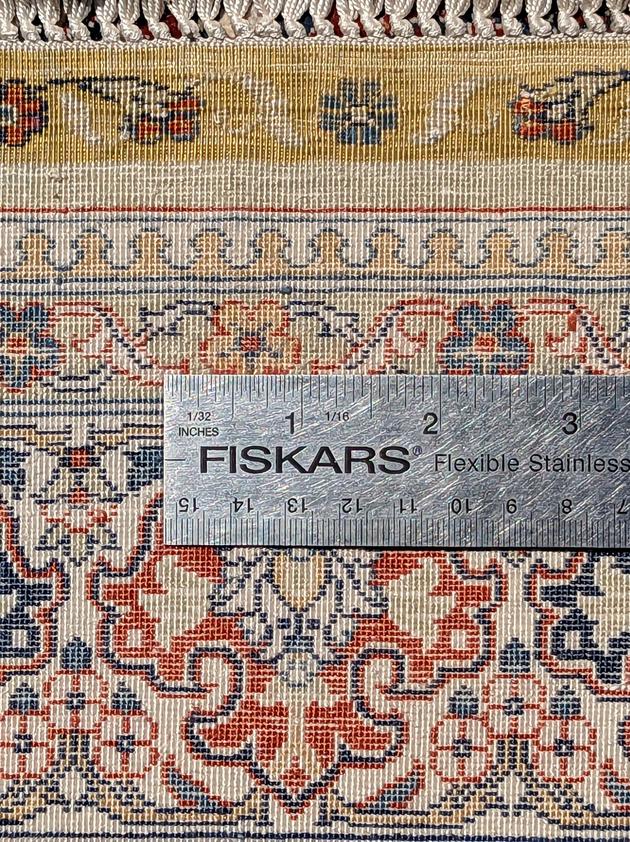 1/32 1 1/16 2 3
INCHES
FISKARS® Flexible Stainless
15 14 13 12 11 10 9 8 7